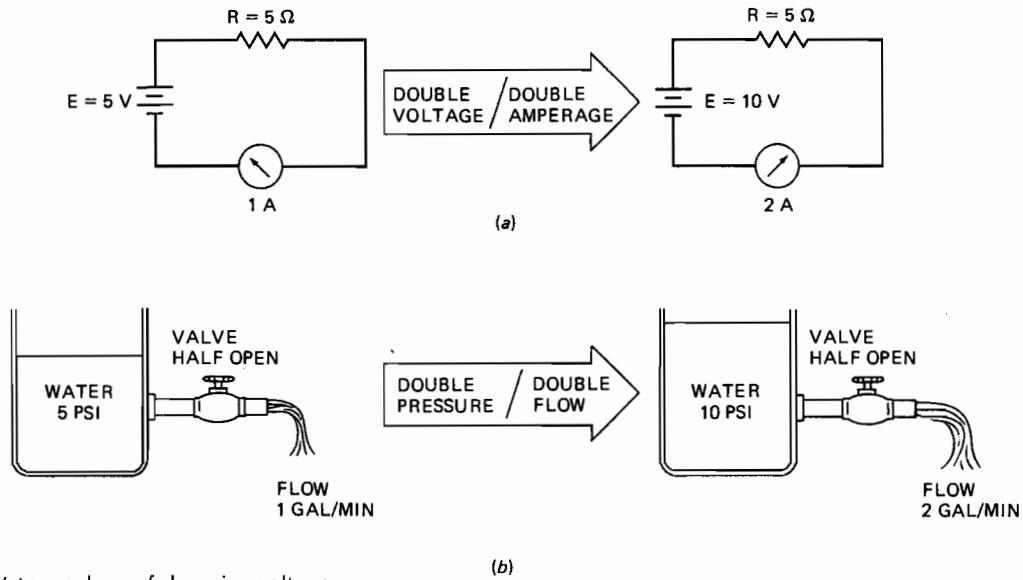 R = 5 Ω
E = 5 V
1 A
DOUBLE VOLTAGE / DOUBLE AMPERAGE
R = 5 Ω
E = 10 V
2 A
(a)
WATER
5 PSI
VALVE
HALF OPEN
FLOW
1 GAL/MIN
DOUBLE PRESSURE / DOUBLE FLOW
WATER
10 PSI
VALVE
HALF OPEN
FLOW
2 GAL/MIN
(b)